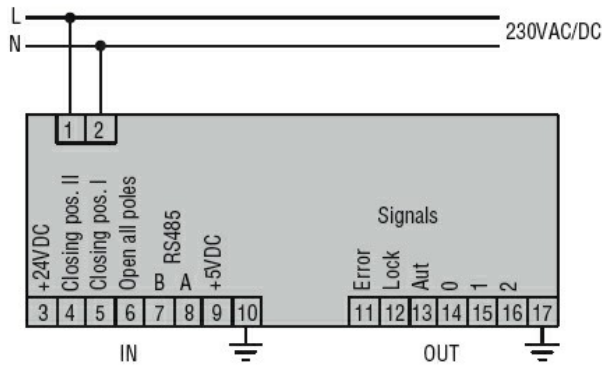 L
N
230VAC/DC
1 2
+24VDC
Closing pos. II
Closing pos. I
Open all poles
RS485
B A
+5VDC
Signals
Error
Lock
Aut
0
1
2
3 4 5 6 7 8 9 10
11 12 13 14 15 16 17
IN
OUT